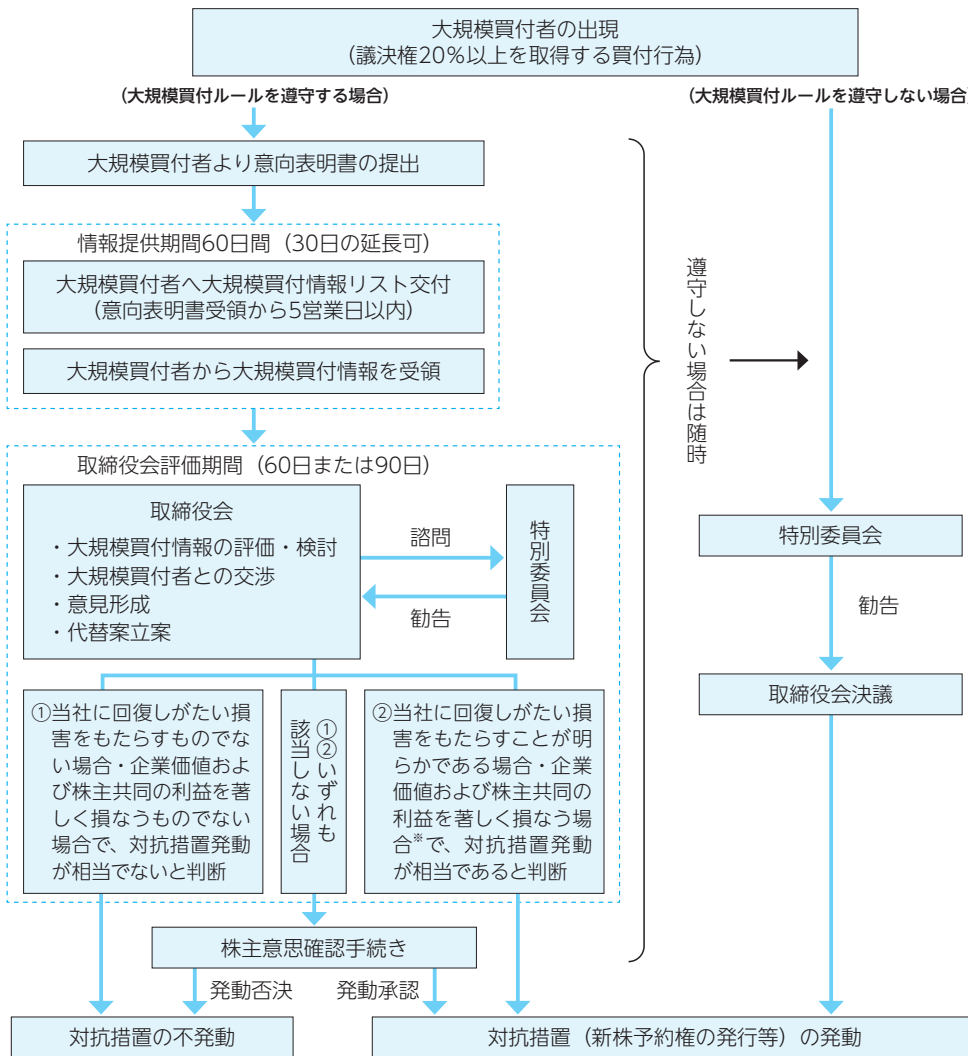 大規模買付者の出現
(議決権20%以上を取得する買付行為)
(大規模買付ルールを遵守する場合)
(大規模買付ルールを遵守しない場合)
大規模買付者より意向表明書の提出
情報提供期間60日間（30日の延長可）
大規模買付者へ大規模買付情報リスト交付
(意向表明書受領から5営業日以内)
大規模買付者から大規模買付情報を受領
遵守しない場合は随時
取締役会評価期間（60日または90日）
取締役会
・大規模買付情報の評価・検討
・大規模買付者との交渉
・意見形成
・代替案立案
諮問
勧告
特別委員会
特別委員会
勧告
取締役会決議
①当社に回復しがたい損
害をもたらすものでな
い場合・企業価値およ
び株主共同の利益を著
しく損なうものでない
場合で、対抗措置発動
が相当でないと判断
①②いずれも
該当しない場合
②当社に回復しがたい損害
をもたらすことが明
らかである場合・企業
価値および株主共同の
利益を著しく損なう場
合※で、対抗措置発動
が相当であると判断
株主意思確認手続き
発動否決
発動承認
対抗措置の不発動
対抗措置（新株予約権の発行等）の発動